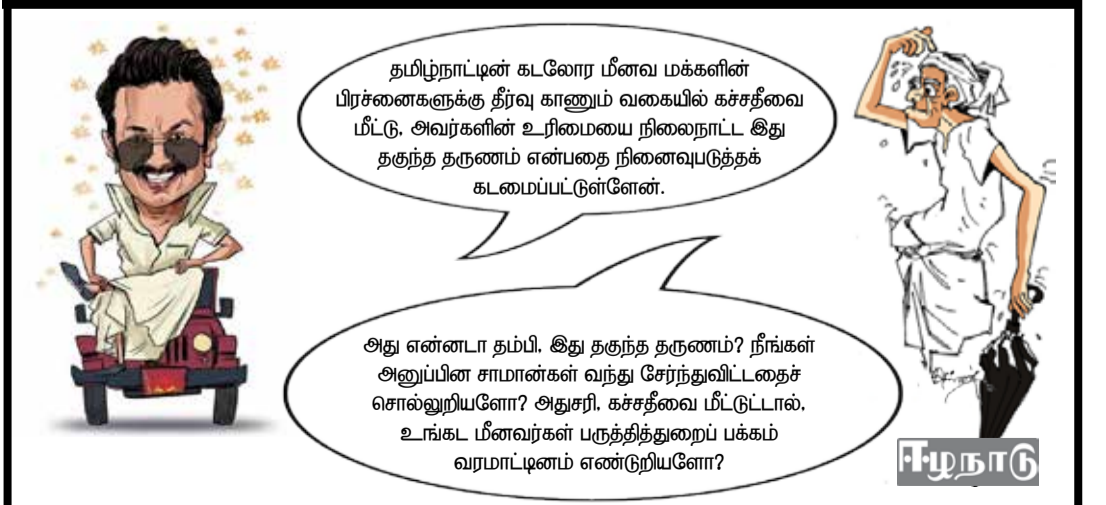 தமிழ்நாட்டின் கடலோர மீனவ மக்களின்
பிரச்னைகளுக்கு தீர்வு காணும் வகையில் கச்சதீவை
மீட்டு, அவர்களின் உரிமையை நிலைநாட்ட இது
தகுந்த தருணம் என்பதை நினைவுபடுத்தக்
கடமைப்பட்டுள்ளேன்.
அது என்னடா தம்பி, இது தகுந்த தருணம்? நீங்கள்
அனுப்பின சாமான்கள் வந்து சேர்ந்துவிட்டதைச்
சொல்லுறியளோ? அதுசரி, கச்சதீவை மீட்டுட்டால்,
உங்கட மீனவர்கள் பருத்தித்துறைப் பக்கம்
வரமாட்டினம் எண்டுறியளோ?
ஈழநாடு